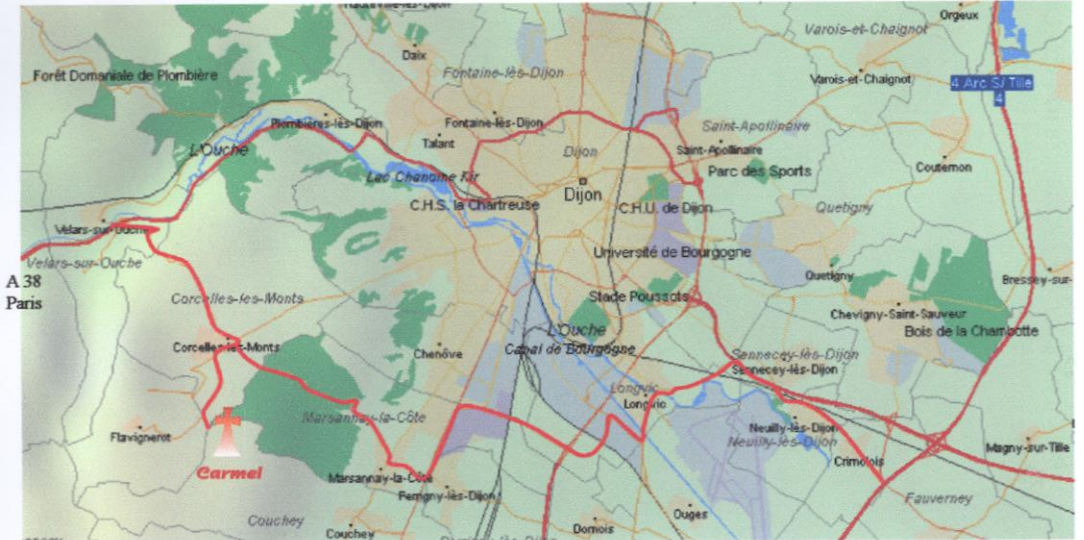 Orgeux
Varois-et-Chaignot
Daix
Fontaine-lès-Dijon
Varois-et-Chaignot
Forêt Domaniale de Plombière
4 Arc S/ Tille
4
Plombières-lès-Dijon
Fontaine-lès-Dijon
Saint-Apollinaire
Talant
L'Ouche
Dijon
Saint-Apollinaire
Parc des Sports
Couternon
Lac Chanoine Kir
Dijon
C.H.S. la Chartreuse
C.H.U. de Dijon
Quetigny
Velars-sur-Ouche
Université de Bourgogne
Velars-sur-Ouche
Quetigny
Bressey-sur-
A 38
Paris
Corcelles-les-Monts
Stade Poussots
Chevigny-Saint-Sauveur
L'Ouche
Bois de la Chambotte
Corcelles-les-Monts
Chenôve
Canal de Bourgogne
Sennecey-lès-Dijon
Sennecey-lès-Dijon
Longvic
Longvic
Marsannay-la-Côte
Flavignerot
Neuilly-lès-Dijon
Neuilly-lès-Dijon
Magny-sur-Tille
Carmel
Crimolois
Marsannay-la-Côte
Perrigny-lès-Dijon
Fauverney
Couchey
Ouges
Couchey
Domois